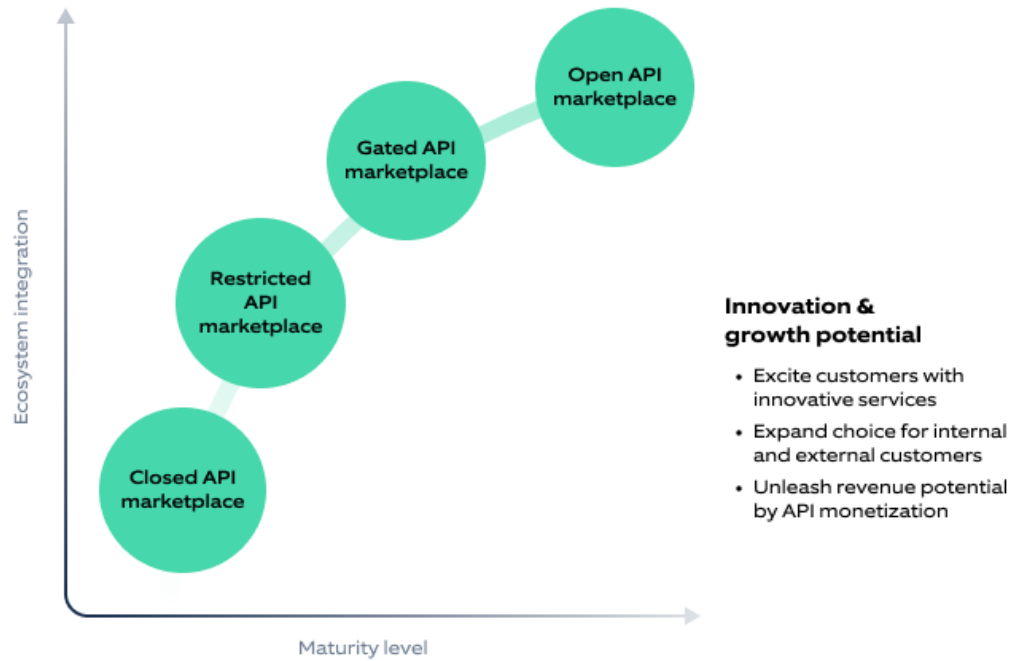 Open API
marketplace
Gated API
marketplace
Restricted
API
marketplace
Closed API
marketplace
Ecosystem integration
Maturity level
Innovation &
growth potential
• Excite customers with
innovative services
• Expand choice for internal
and external customers
• Unleash revenue potential
by API monetization